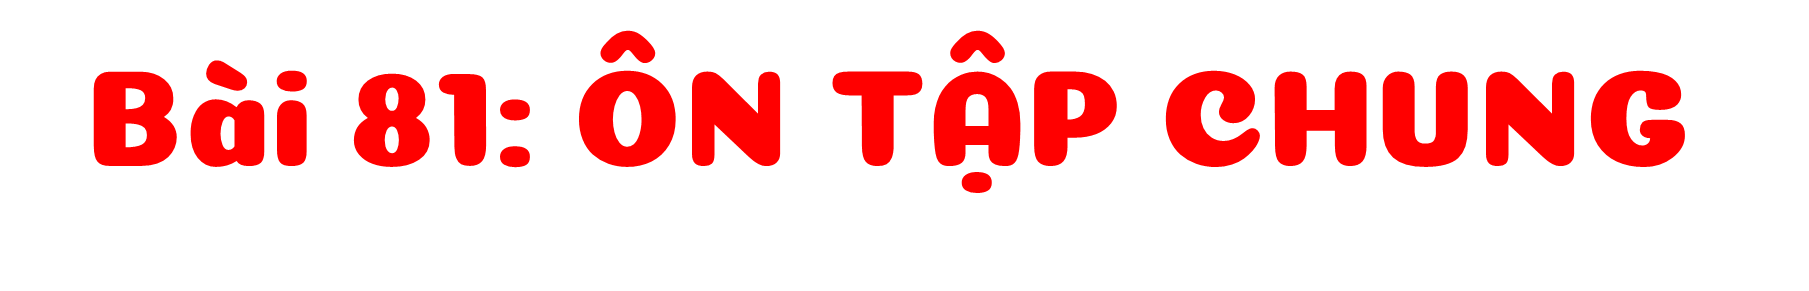 Bài 81: ÔN TẬP CHUNG